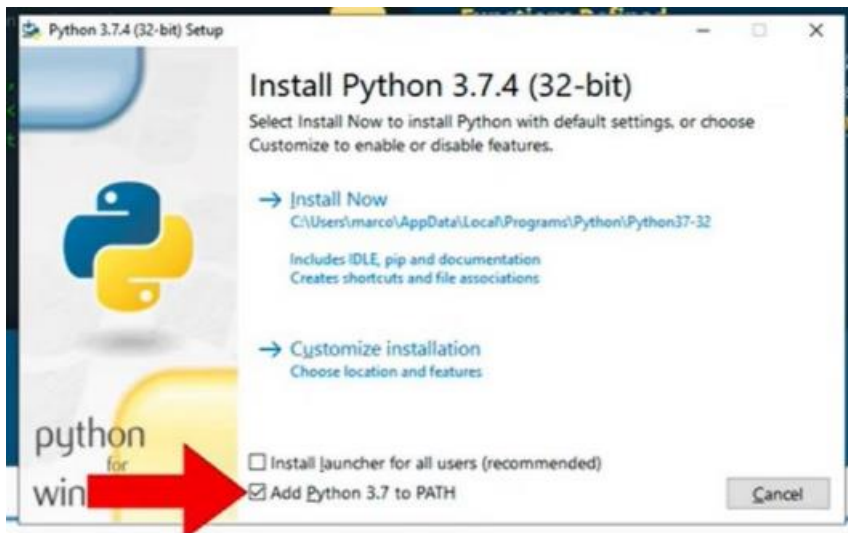 Python 3.7.4 (32-bit) Setup
Install Python 3.7.4 (32-bit)
Select Install Now to install Python with default settings, or choose
Customize to enable or disable features.
Install Now
C:\Users\marco\AppData\Local\Programs\Python\Python37-32
Includes IDLE, pip and documentation
Creates shortcuts and file associations
Customize installation
Choose location and features
python
for
win
Install launcher for all users (recommended)
Add Python 3.7 to PATH
Cancel